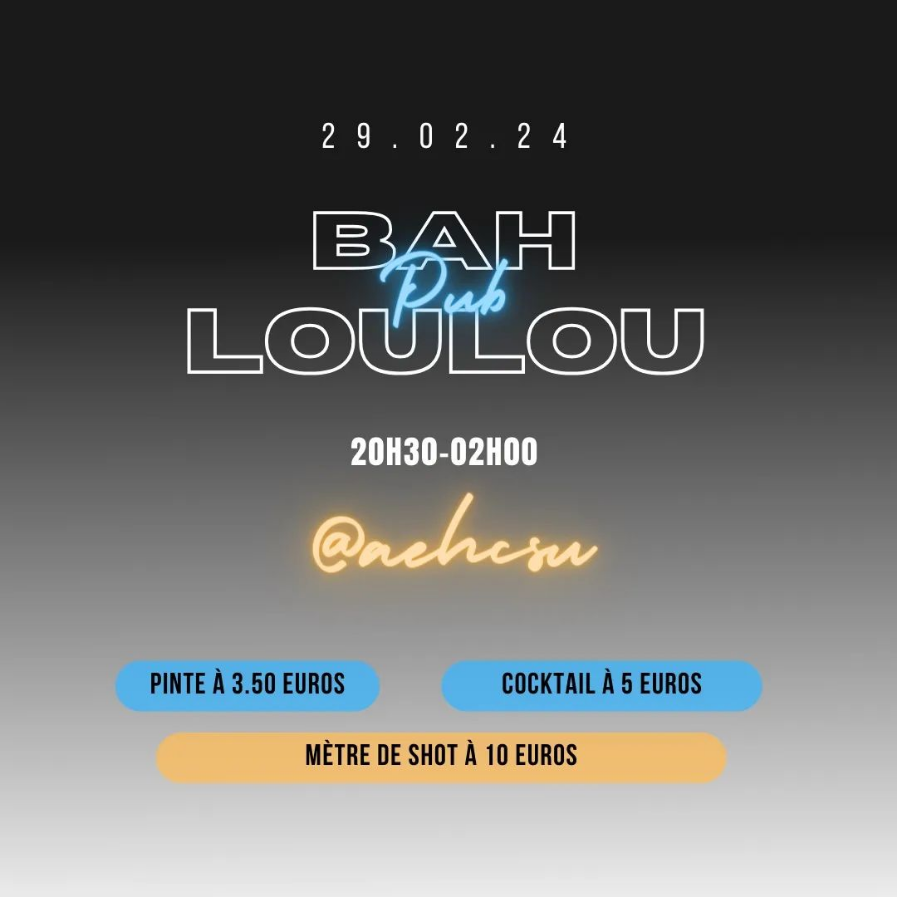 29.02.24
BAH
Pub
LOULOU
20H30-02H00
@aehcsu
PINTE À 3.50 EUROS
COCKTAIL À 5 EUROS
MÈTRE DE SHOT À 10 EUROS